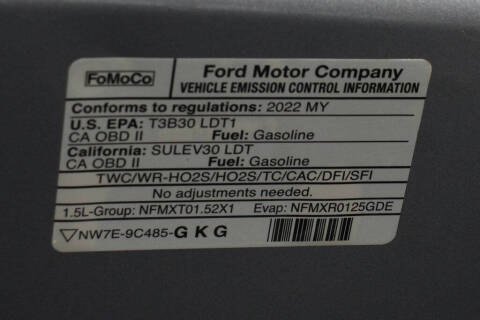 FoMoCo
Ford Motor Company
VEHICLE EMISSION CONTROL INFORMATION
Conforms to regulations: 2022 MY
U.S. EPA: T3B30 LDT1
CA OBD II Fuel: Gasoline
California: SULEV30 LDT
CA OBD II Fuel: Gasoline
TWC/WR-HO2S/HO2S/TC/CAC/DFI/SFI
No adjustments needed.
1.5L-Group: NFMXT01.52X1 Evap: NFMXR0125GDE
NW7E-9C485-GKG